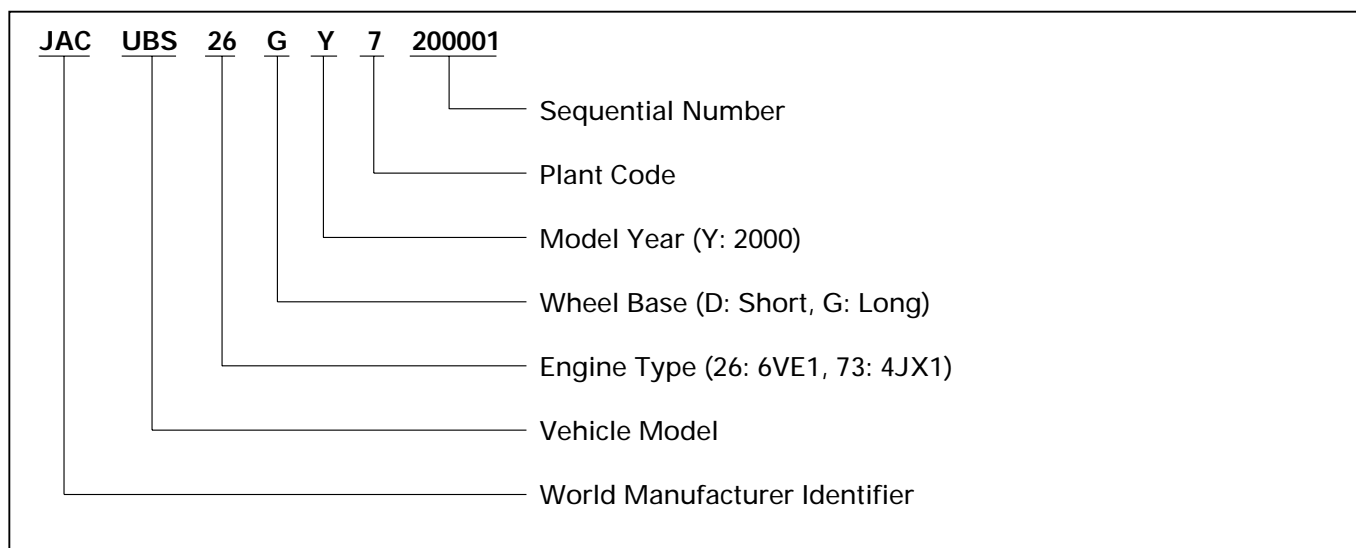 JAC UBS 26 G Y 7 200001
Sequential Number
Plant Code
Model Year (Y: 2000)
Wheel Base (D: Short, G: Long)
Engine Type (26: 6VE1, 73: 4JX1)
Vehicle Model
World Manufacturer Identifier